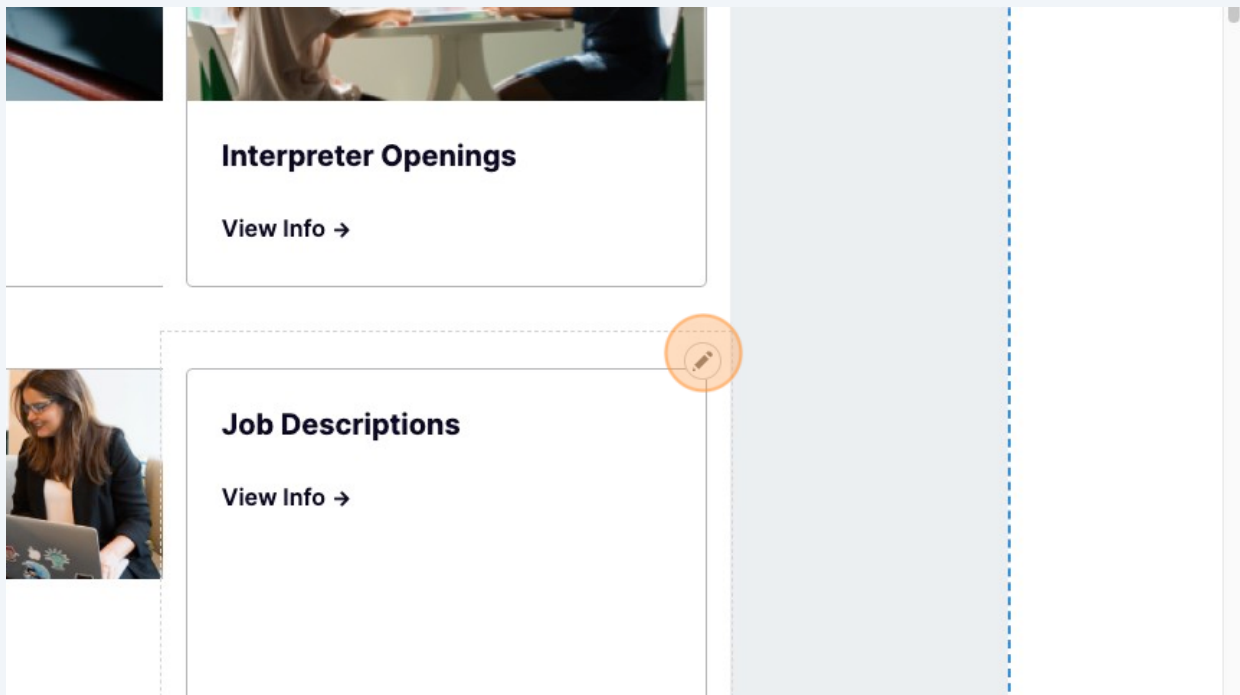 Interpreter Openings
View Info →
Job Descriptions
View Info →